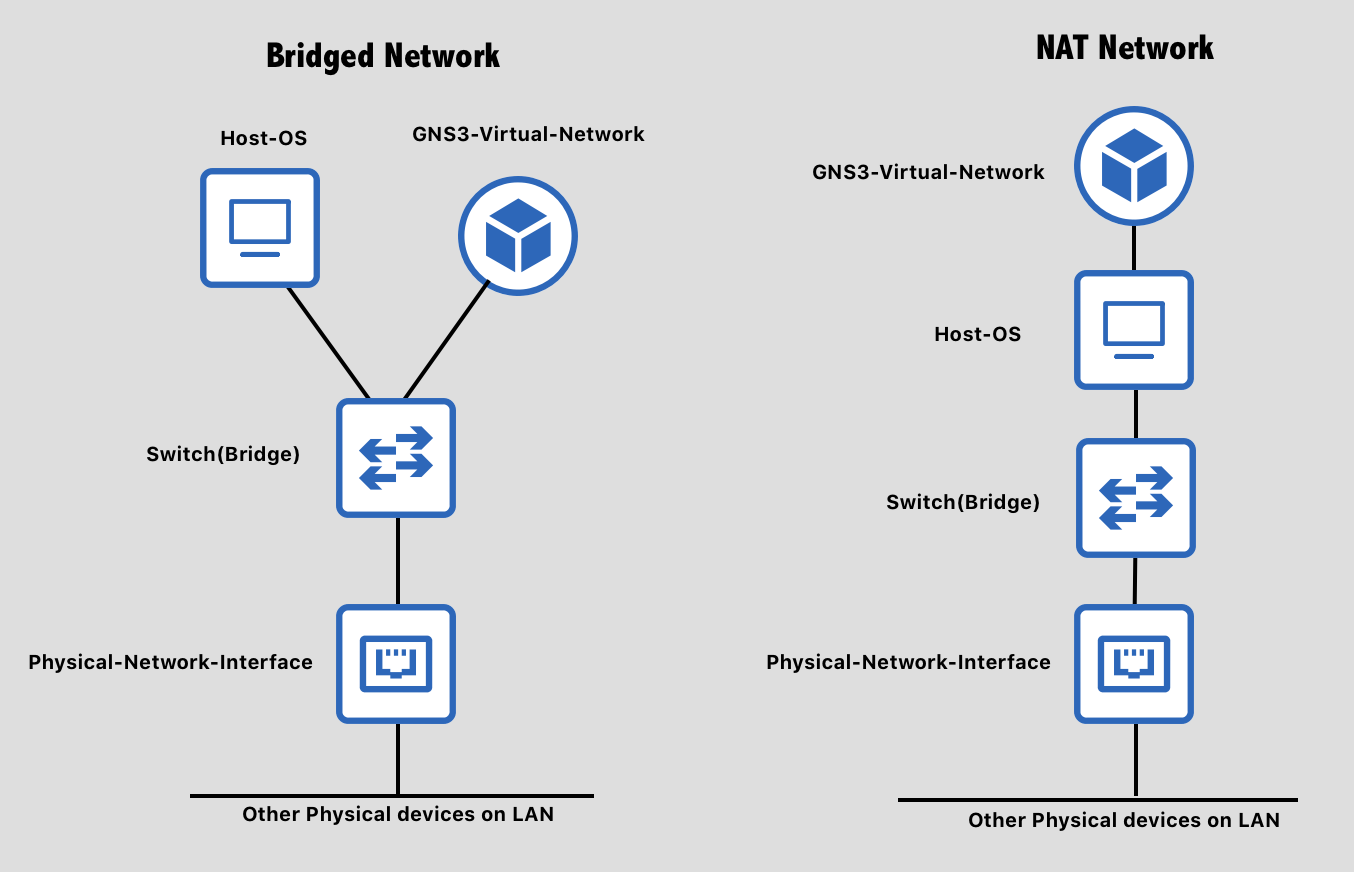 Bridged Network
Host-OS
GNS3-Virtual-Network
Switch(Bridge)
Physical-Network-Interface
Other Physical devices on LAN
NAT Network
GNS3-Virtual-Network
Host-OS
Switch(Bridge)
Physical-Network-Interface
Other Physical devices on LAN